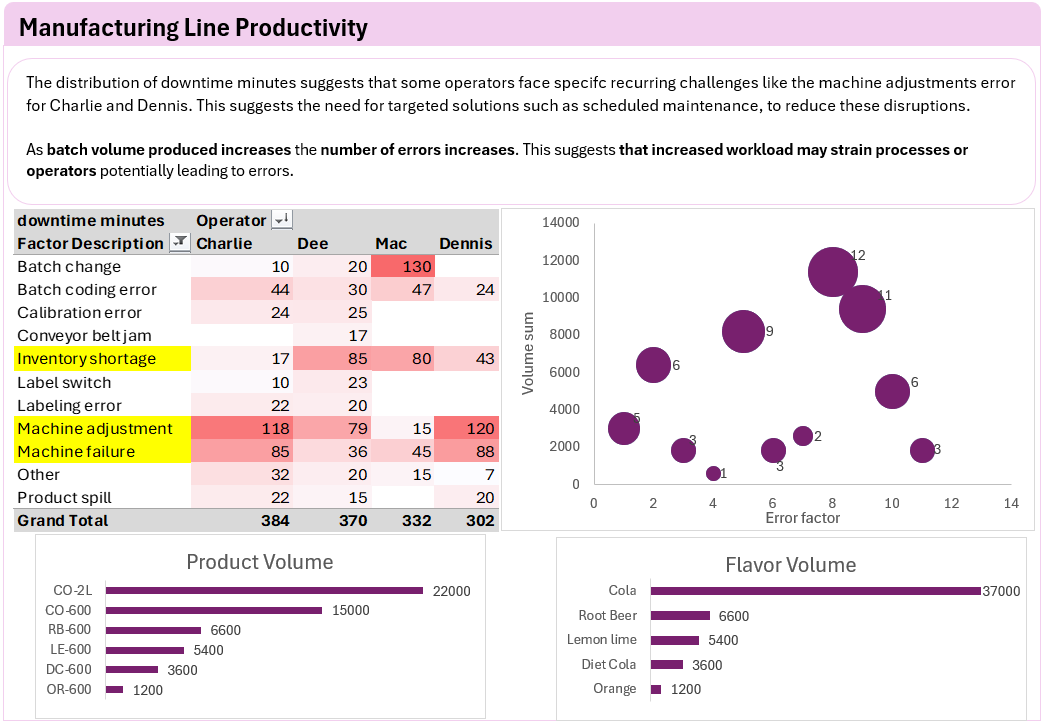 Manufacturing Line Productivity
The distribution of downtime minutes suggests that some operators face specifc recurring challenges like the machine adjustments error
for Charlie and Dennis. This suggests the need for targeted solutions such as scheduled maintenance, to reduce these disruptions.
As batch volume produced increases the number of errors increases. This suggests that increased workload may strain processes or
operators potentially leading to errors.
downtime minutes Operator
Factor Description Charlie Dee Mac Dennis
Batch change 10 20 130
Batch coding error 44 30 47 24
Calibration error 24 25
Conveyor belt jam 17
Inventory shortage 17 85 80 43
Label switch 10 23
Labeling error 22 20
Machine adjustment 118 79 15 120
Machine failure 85 36 45 88
Other 32 20 15 7
Product spill 22 15 20
Grand Total 384 370 332 302
Volume sum
14000
12000
10000
8000
6000
4000
2000
0
12
11
9
6
6
5
3
3
2
3
1
0 2 4 6 8 10 12 14
Error factor
Product Volume
CO-2L 22000
CO-600 15000
RB-600 6600
LE-600 5400
DC-600 3600
OR-600 1200
Flavor Volume
Cola 37000
Root Beer 6600
Lemon lime 5400
Diet Cola 3600
Orange 1200